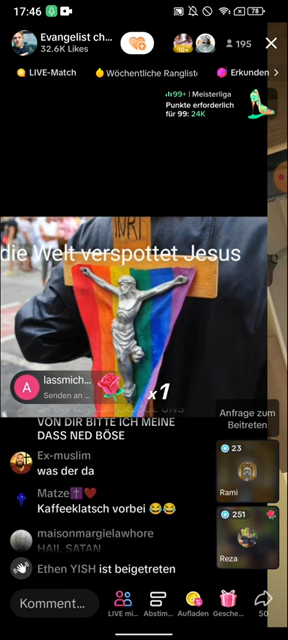 17:46
78
Evangelist ch...
32.6K Likes
195
LIVE-Match
Wöchentliche Ranglist
Erkunden
99+ | Meisterliga
Punkte erforderlich
für 99: 24K
INRI
die Welt verspottet Jesus
A
lassmich...
Senden an ...
x1
VON DIR BITTE ICH MEINE
DASS NED BÖSE
Anfrage zum
Beitreten
Ex-muslim
was der da
23
Rami
Matze✝️❤️
Kaffeeklatsch vorbei 😂😂
251
maisonmargielawhore
HAIL SATAN
Reza
Ethen YISH ist beigetreten
Komment...
LIVE mi...
Abstim...
Aufladen
Gesche...
50